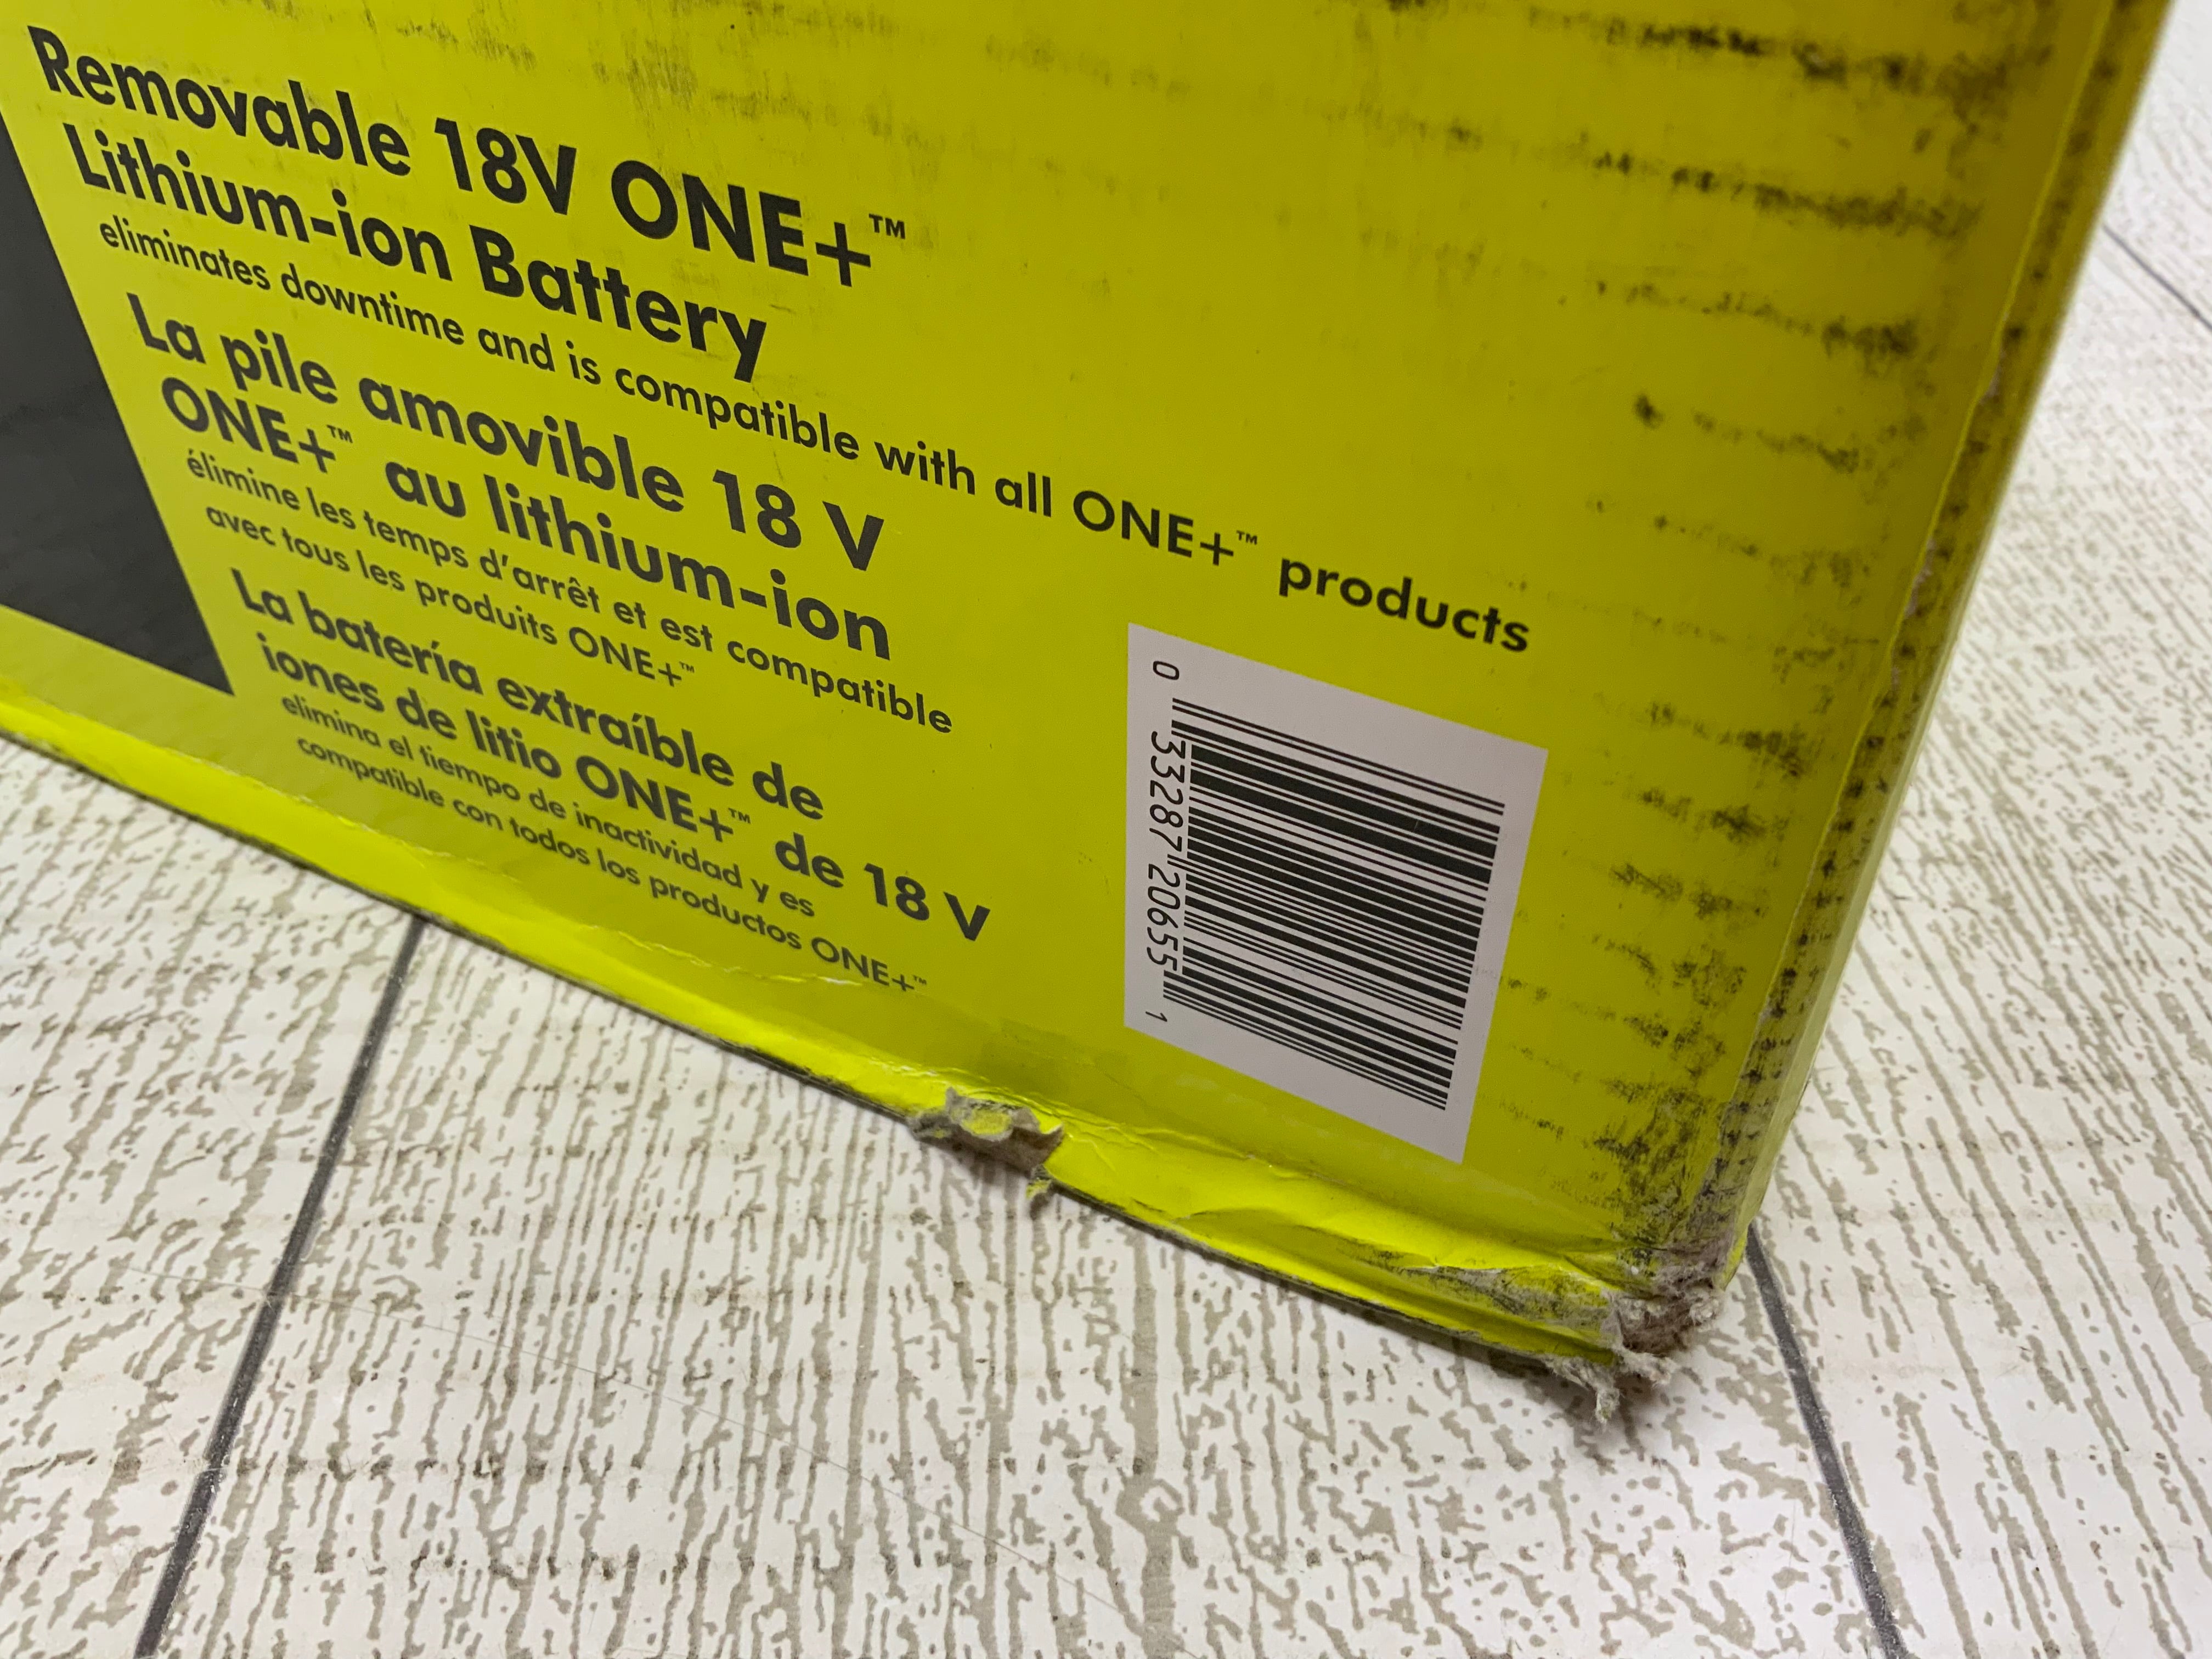 Removable 18V ONE+™
Lithium-ion Battery
eliminates downtime and is compatible with all ONE+™ products
La pile amovible 18 V
ONE+™ au lithium-ion
élimine les temps d'arrêt et est compatible
avec tous les produits ONE+™
La batería extraíble de
iones de litio ONE+™ de 18 V
elimina el tiempo de inactividad y es
compatible con todos los productos ONE+™
0 33287 20655 1